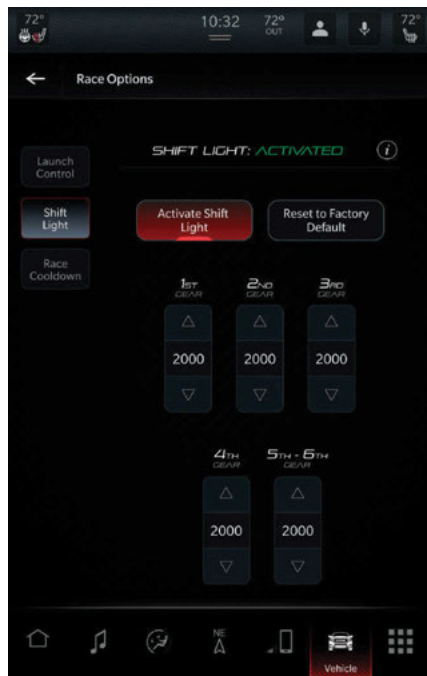 72°
10:32
72°
OUT
72°
Race Options
SHIFT LIGHT: ACTIVATED
i
Launch
Control
Shift
Light
Race
Cooldown
Activate Shift
Light
Reset to Factory
Default
1ST
GEAR
2ND
GEAR
3RD
GEAR
2000
2000
2000
4TH
GEAR
5TH - 6TH
GEAR
2000
2000
NE
Vehicle